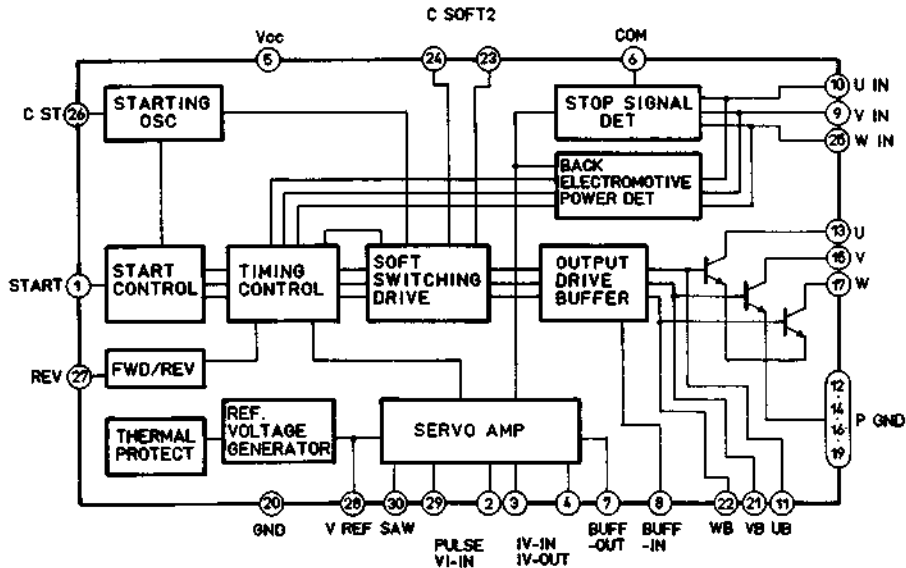 C SOFT2
Vcc
COM
5
24
23
6
10 U IN
9 V IN
25 W IN
C ST 26
STARTING
OSC
STOP SIGNAL
DET
BACK
ELECTROMOTIVE
POWER DET
13 U
15 V
17 W
START 1
START
CONTROL
TIMING
CONTROL
SOFT
SWITCHING
DRIVE
OUTPUT
DRIVE
BUFFER
REV 27
FWD/REV
12
14
16
19
P GND
THERMAL
PROTECT
REF.
VOLTAGE
GENERATOR
SERVO AMP
20
28
30
29
2
3
4
7
8
22
21
11
GND
V REF
SAW
PULSE
VI-IN
IV-IN
IV-OUT
BUFF
-OUT
BUFF
-IN
WB
VB
UB